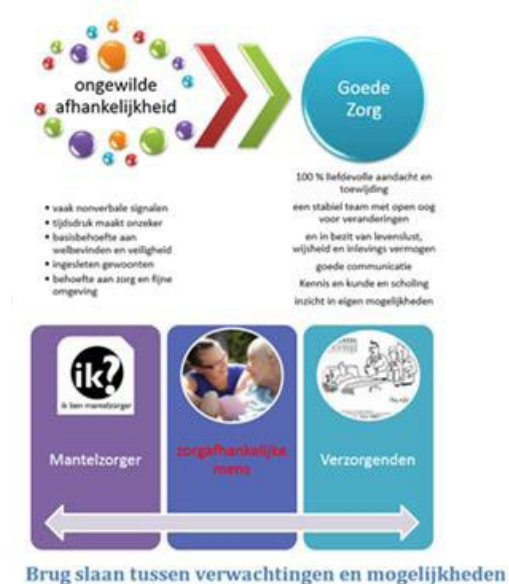 ongewilde
afhankelijkheid
Goede
Zorg
▪ vaak nonverbale signalen
▪ tijdsdruk maakt onzeker
▪ basisbehoefte aan
welbevinden en veiligheid
▪ ingesleten gewoonten
▪ behoefte aan zorg en fijne
omgeving
100 % liefdevolle aandacht en
toewijding
een stabiel team met open oog
voor veranderingen
en in bezit van levenslust,
wijsheid en inlevings vermogen
goede communicatie
Kennis en kunde en scholing
inzicht in eigen mogelijkheden
ik?
ik ben mantelzorger
Mantelzorger
zorgafhankelijke
mens
Verzorgenden
Brug slaan tussen verwachtingen en mogelijkheden